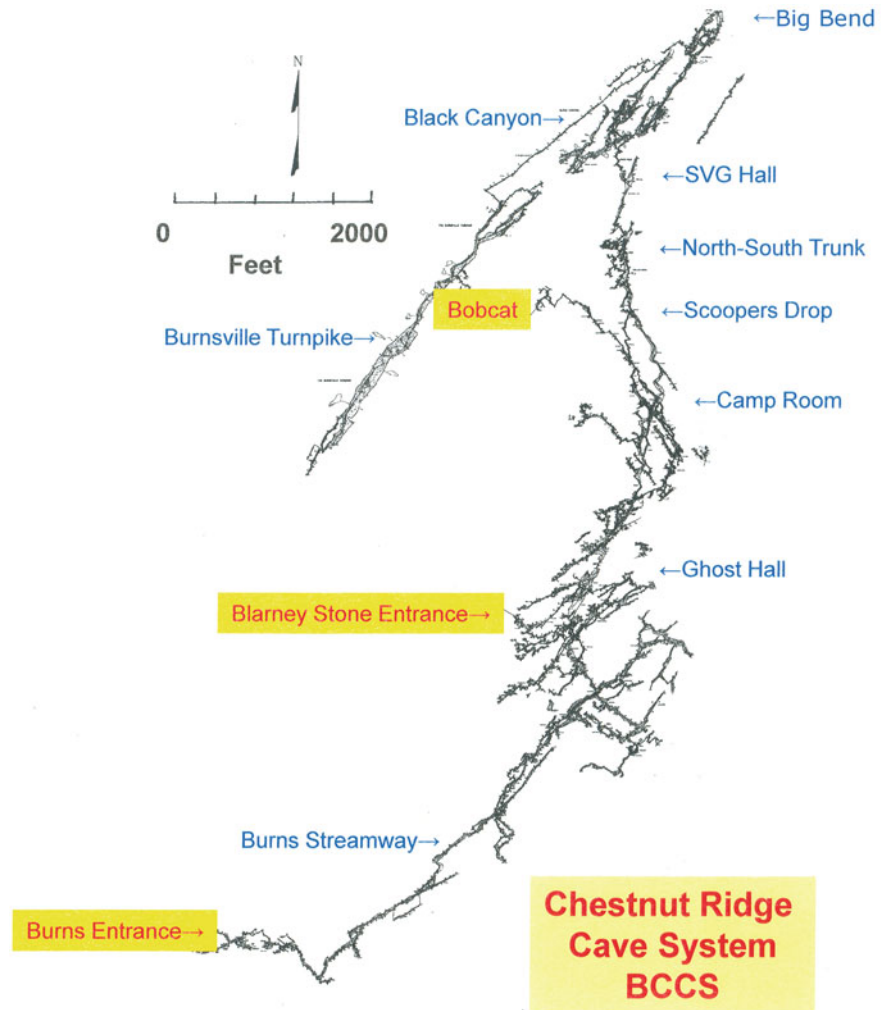 ←Big Bend
N
Black Canyon→
←SVG Hall
0 2000
Feet
←North-South Trunk
Bobcat
←Scoopers Drop
Burnsville Turnpike→
←Camp Room
←Ghost Hall
Blarney Stone Entrance→
Burns Streamway→
Burns Entrance→
Chestnut Ridge
Cave System
BCCS